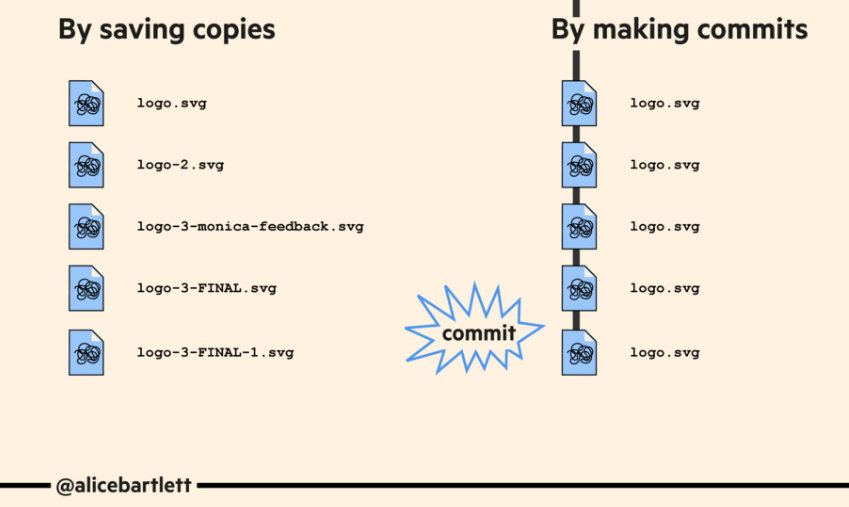 By saving copies
logo.svg
logo-2.svg
logo-3-monica-feedback.svg
logo-3-FINAL.svg
logo-3-FINAL-1.svg
By making commits
logo.svg
logo.svg
logo.svg
logo.svg
logo.svg
commit
@alicebartlett